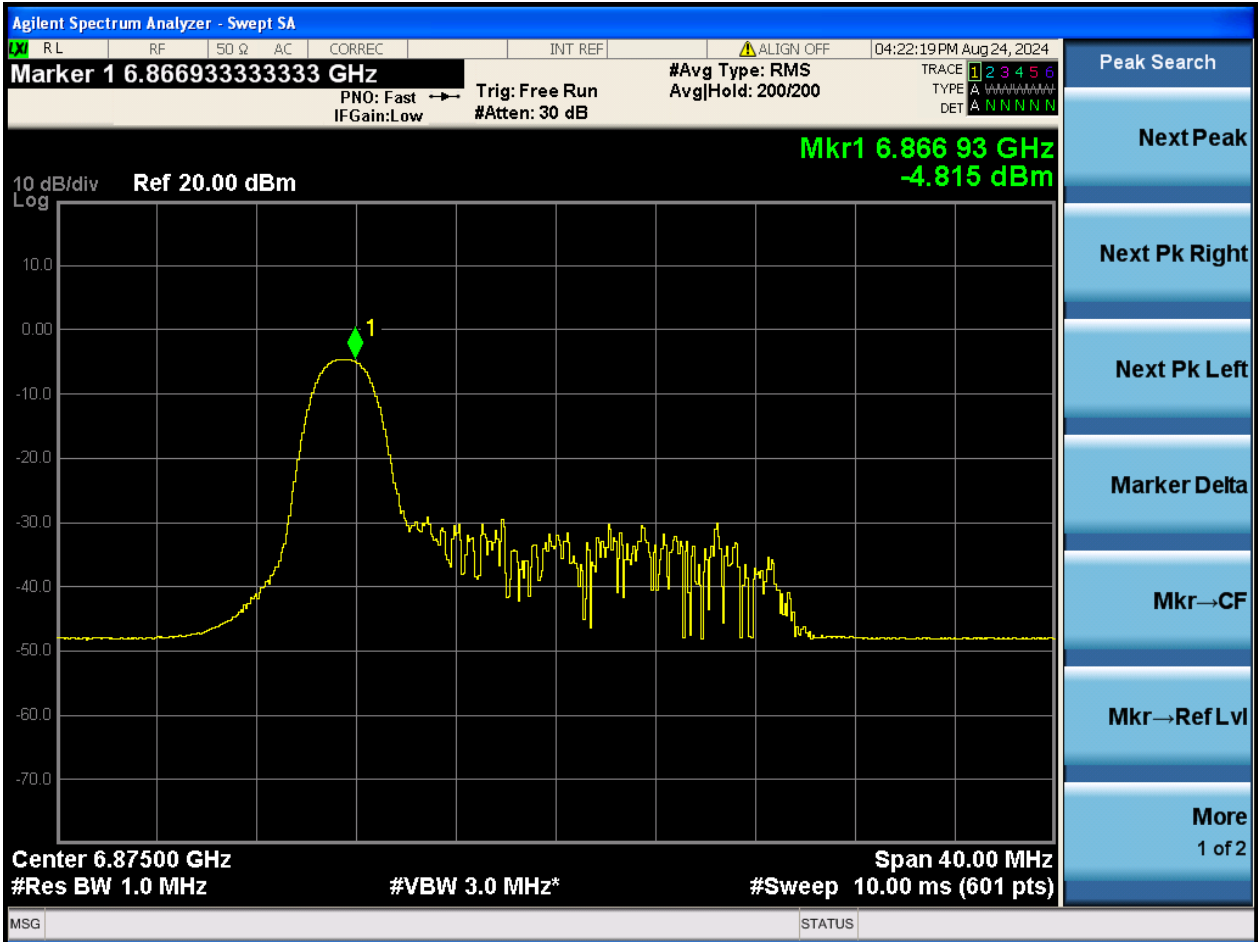 Agilent Spectrum Analyzer - Swept SA
LXI RL RF 50 Ω AC CORREC INT REF ALIGN OFF 04:22:19 PM Aug 24, 2024
Marker 1 6.866933333333 GHz
PNO: Fast
IFGain:Low
Trig: Free Run
#Atten: 30 dB
#Avg Type: RMS
Avg|Hold: 200/200
TRACE 1 2 3 4 5 6
TYPE A WWWWW
DET A N N N N N
Mkr1 6.866 93 GHz
-4.815 dBm
10 dB/div Ref 20.00 dBm
Log
10.0
0.00
-10.0
-20.0
-30.0
-40.0
-50.0
-60.0
-70.0
1
Center 6.87500 GHz Span 40.00 MHz
#Res BW 1.0 MHz #VBW 3.0 MHz* #Sweep 10.00 ms (601 pts)
MSG STATUS
Peak Search
Next Peak
Next Pk Right
Next Pk Left
Marker Delta
Mkr→CF
Mkr→Ref Lvl
More
1 of 2